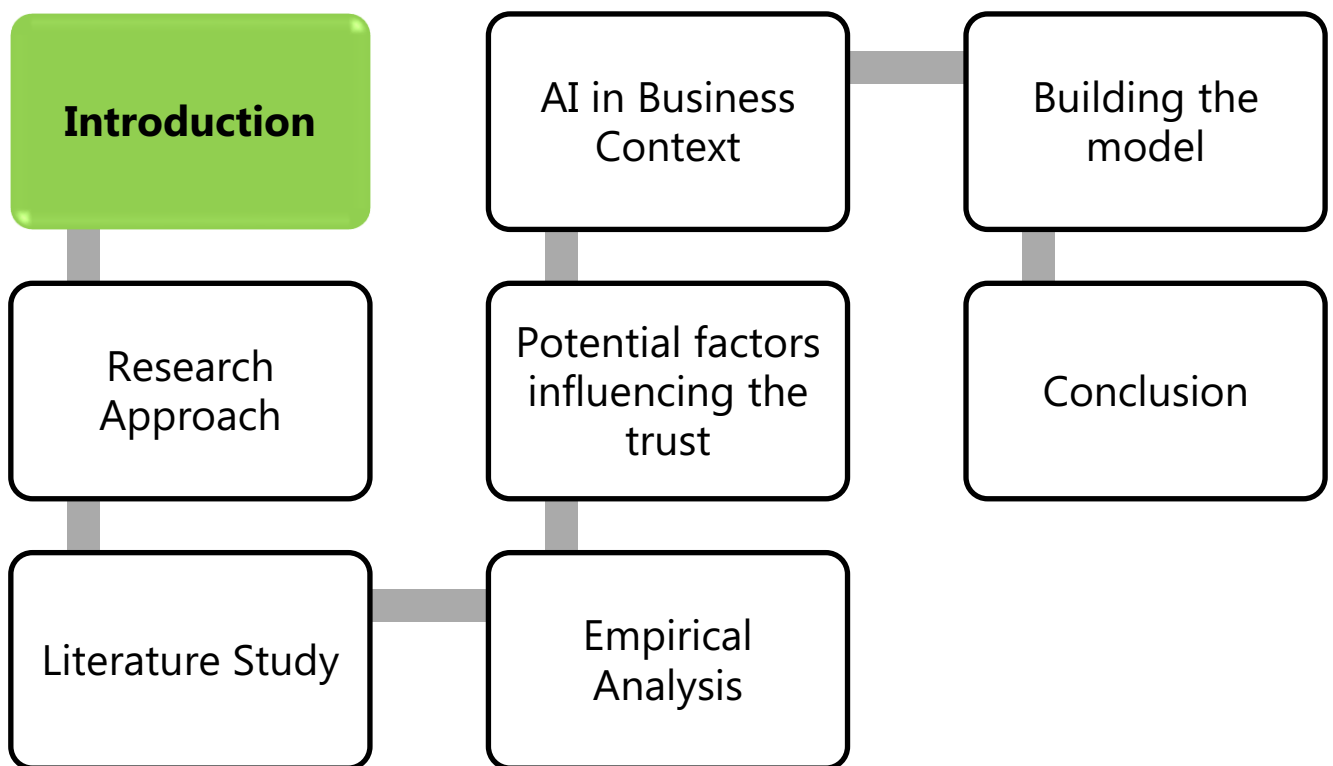 Introduction
Research
Approach
Literature Study
Empirical
Analysis
Potential factors
influencing the
trust
AI in Business
Context
Building the
model
Conclusion